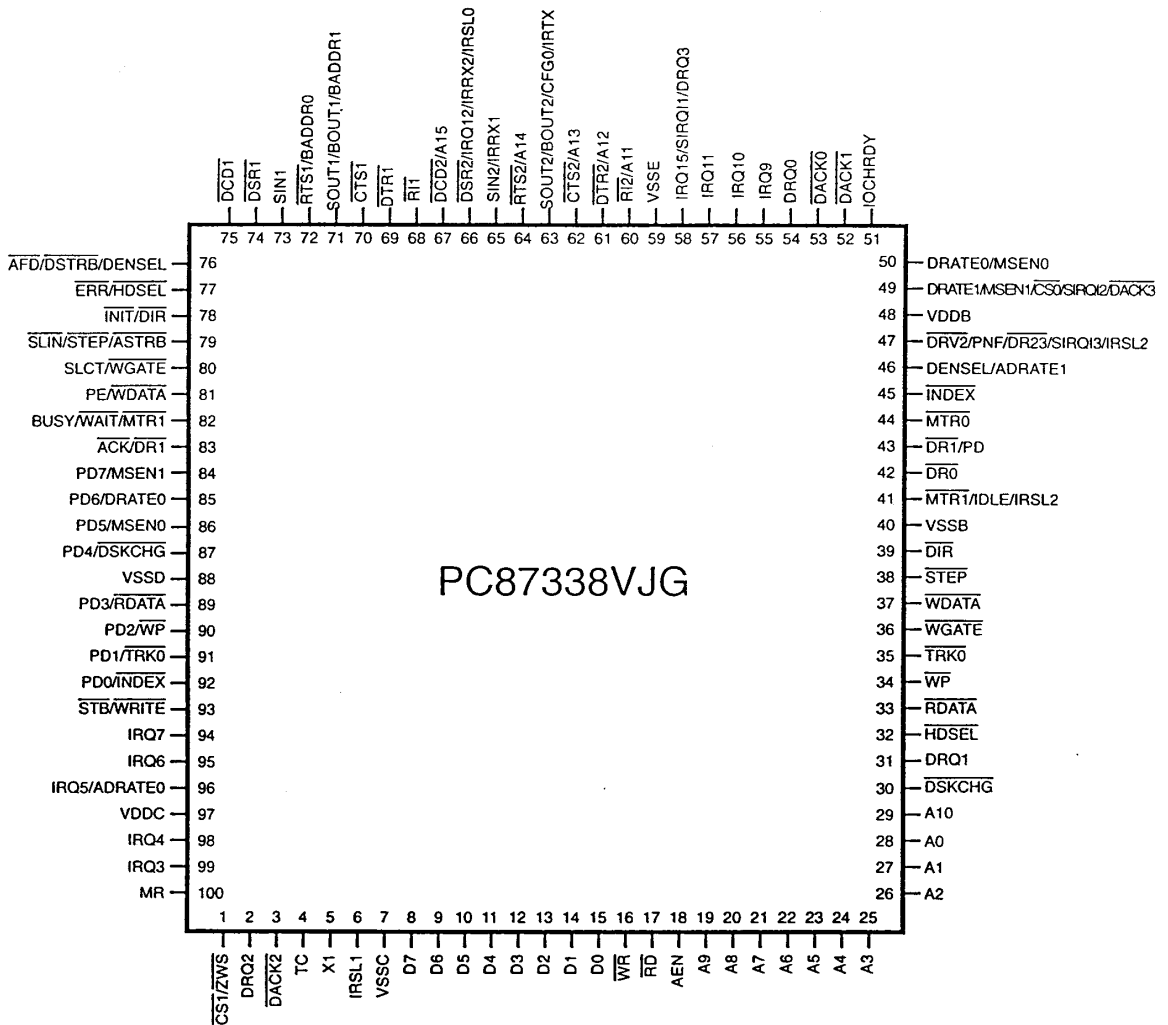 DCD1
DSR1
SIN1
RTS1/BADDR0
SOUT1/BOUT1/BADDR1
CTS1
DTR1
RI1
DCD2/A15
DSR2/IRQ12/IRRX2/IRSL0
SIN2/IRRX1
RTS2/A14
SOUT2/BOUT2/CFG0/IRTX
CTS2/A13
DTR2/A12
RI2/A11
VSSE
IRQ15/SIRQI1/DRQ3
IRQ11
IRQ10
IRQ9
DRQ0
DACK0
DACK1
IOCHRDY
75 74 73 72 71 70 69 68 67 66 65 64 63 62 61 60 59 58 57 56 55 54 53 52 51
AFD/DSTRB/DENSEL 76
ERR/HDSEL 77
INIT/DIR 78
SLIN/STEP/ASTRB 79
SLCT/WGATE 80
PE/WDATA 81
BUSY/WAIT/MTR1 82
ACK/DR1 83
PD7/MSEN1 84
PD6/DRATE0 85
PD5/MSEN0 86
PD4/DSKCHG 87
VSSD 88
PD3/RDATA 89
PD2/WP 90
PD1/TRK0 91
PD0/INDEX 92
STB/WRITE 93
IRQ7 94
IRQ6 95
IRQ5/ADRATE0 96
VDDC 97
IRQ4 98
IRQ3 99
MR 100
PC87338VJG
50 DRATE0/MSEN0
49 DRATE1/MSEN1/CS0/SIRQI2/DACK3
48 VDDB
47 DRV2/PNF/DR23/SIRQI3/IRSL2
46 DENSEL/ADRATE1
45 INDEX
44 MTR0
43 DR1/PD
42 DR0
41 MTR1/IDLE/IRSL2
40 VSSB
39 DIR
38 STEP
37 WDATA
36 WGATE
35 TRK0
34 WP
33 RDATA
32 HDSEL
31 DRQ1
30 DSKCHG
29 A10
28 A0
27 A1
26 A2
1 2 3 4 5 6 7 8 9 10 11 12 13 14 15 16 17 18 19 20 21 22 23 24 25
CS1/ZWS
DRQ2
DACK2
TC
X1
IRSL1
VSSC
D7
D6
D5
D4
D3
D2
D1
D0
WR
RD
AEN
A9
A8
A7
A6
A5
A4
A3